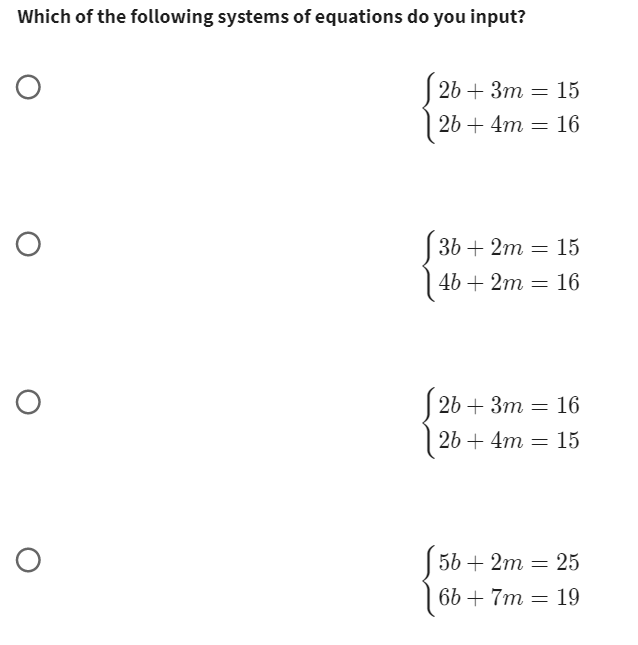 Which of the following systems of equations do you input?
2b + 3m = 15
2b + 4m = 16
3b + 2m = 15
4b + 2m = 16
2b + 3m = 16
2b + 4m = 15
5b + 2m = 25
6b + 7m = 19